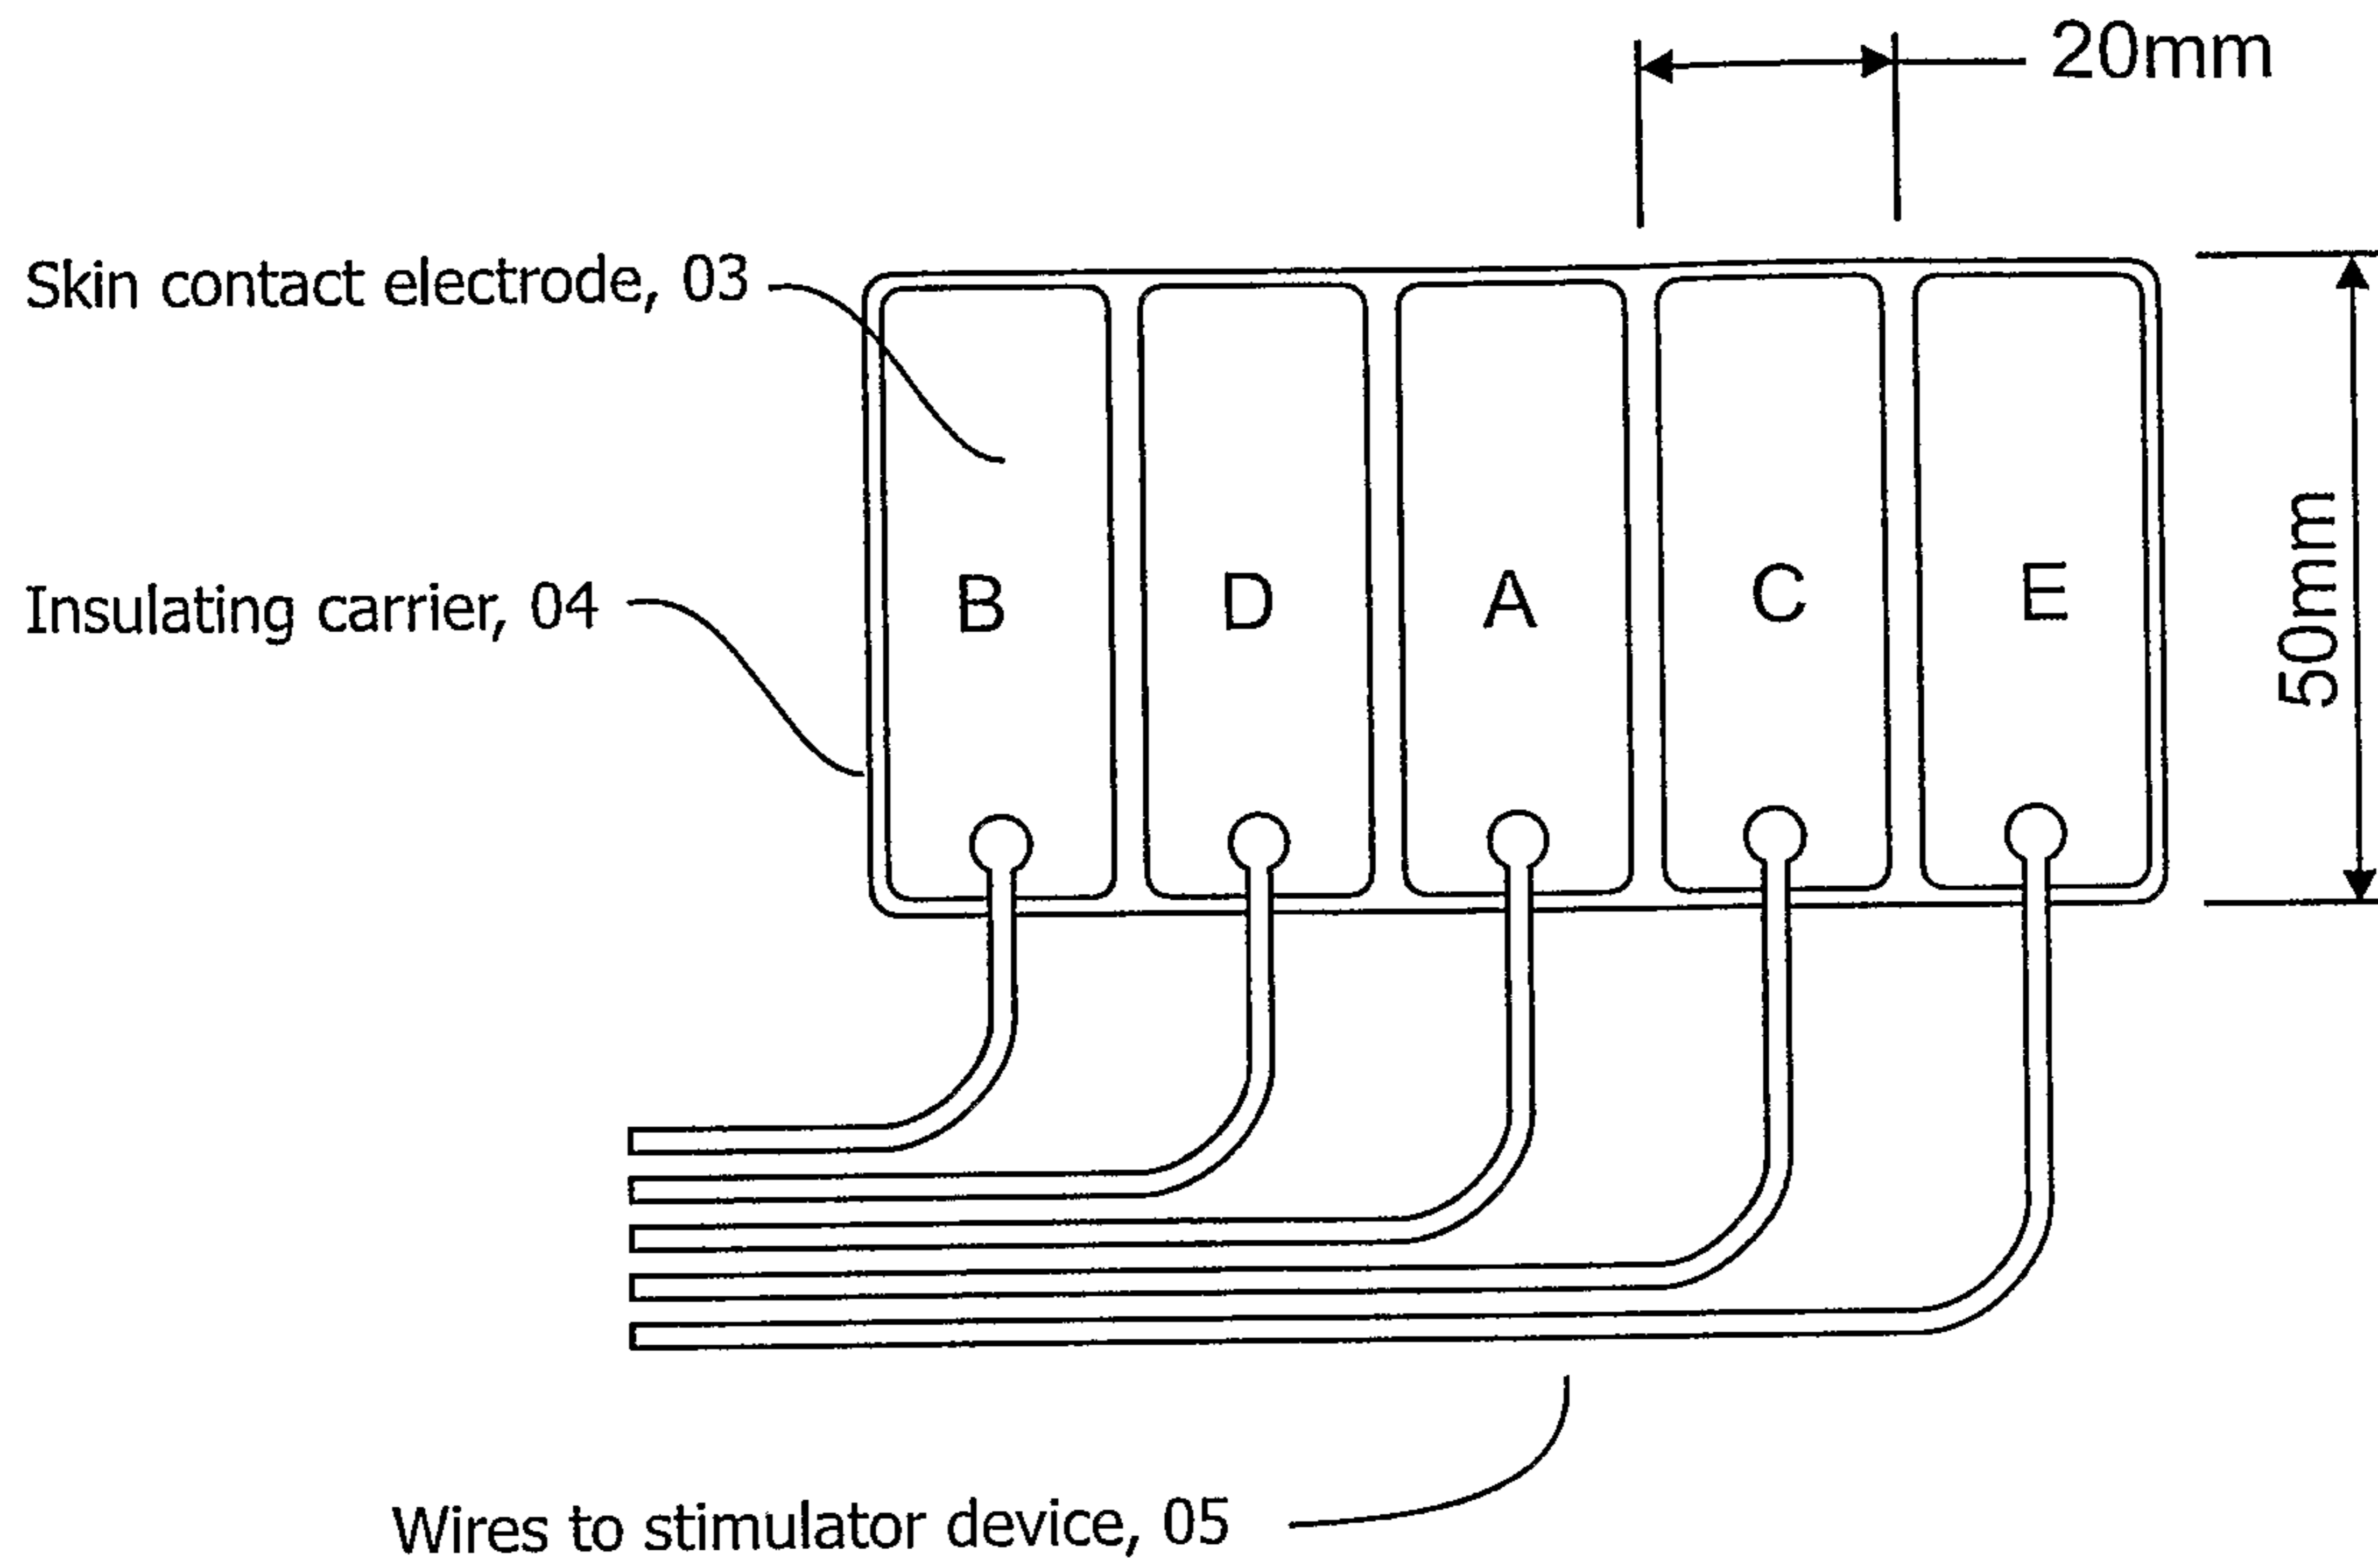 20mm
Skin contact electrode, 03
Insulating carrier, 04
B D A C E
50mm
Wires to stimulator device, 05